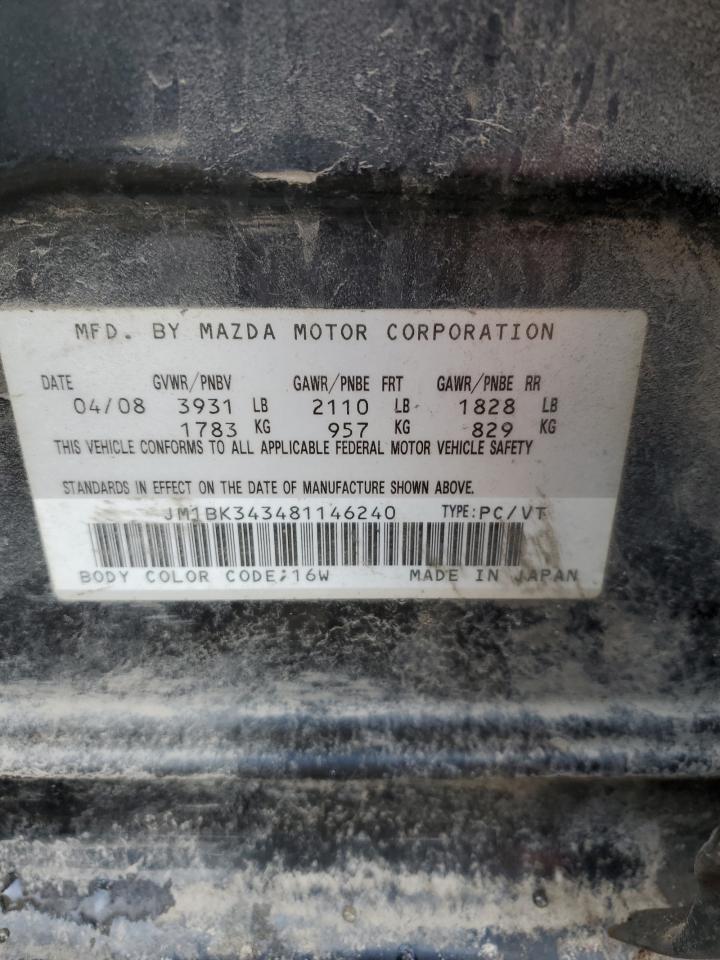 MFD. BY MAZDA MOTOR CORPORATION
DATE GVWR/PNBV GAWR/PNBE FRT GAWR/PNBE RR
04/08 3931 LB 2110 LB 1828 LB
1783 KG 957 KG 829 KG
THIS VEHICLE CONFORMS TO ALL APPLICABLE FEDERAL MOTOR VEHICLE SAFETY
STANDARDS IN EFFECT ON THE DATE OF MANUFACTURE SHOWN ABOVE.
JM1BK343481146240 TYPE:PC/VT
BODY COLOR CODE:16W MADE IN JAPAN